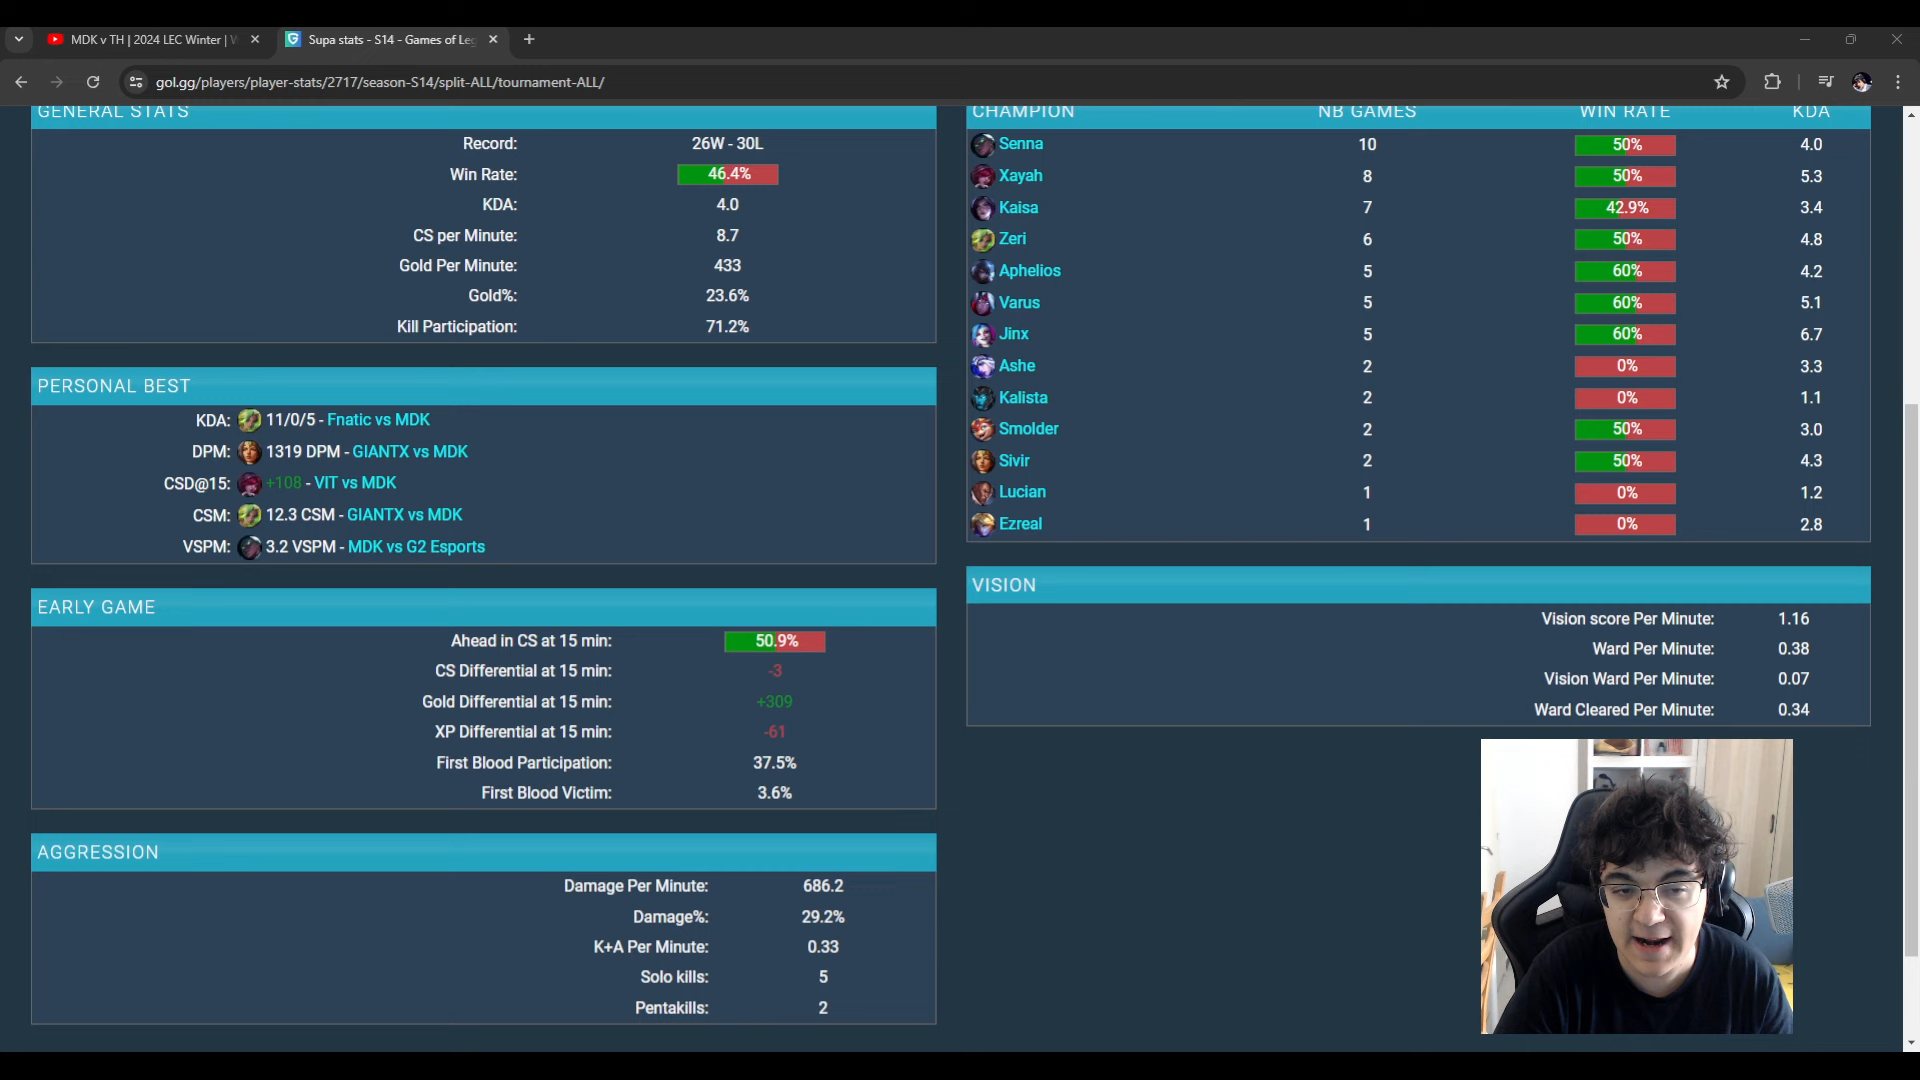 MDK v TH | 2024 LEC Winter |
Supa stats - S14 - Games of Le
gol.gg/players/player-stats/2717/season-S14/split-ALL/tournament-ALL/
GENERAL STATS
Record: 26W - 30L
Win Rate: 46.4%
KDA: 4.0
CS per Minute: 8.7
Gold Per Minute: 433
Gold%: 23.6%
Kill Participation: 71.2%
PERSONAL BEST
KDA: 11/0/5 - Fnatic vs MDK
DPM: 1319 DPM - GIANTX vs MDK
CSD@15: +108 - VIT vs MDK
CSM: 12.3 CSM - GIANTX vs MDK
VSPM: 3.2 VSPM - MDK vs G2 Esports
EARLY GAME
Ahead in CS at 15 min: 50.9%
CS Differential at 15 min: -3
Gold Differential at 15 min: +309
XP Differential at 15 min: -61
First Blood Participation: 37.5%
First Blood Victim: 3.6%
AGGRESSION
Damage Per Minute: 686.2
Damage%: 29.2%
K+A Per Minute: 0.33
Solo kills: 5
Pentakills: 2
CHAMPION NB GAMES WIN RATE KDA
Senna 10 50% 4.0
Xayah 8 50% 5.3
Kaisa 7 42.9% 3.4
Zeri 6 50% 4.8
Aphelios 5 60% 4.2
Varus 5 60% 5.1
Jinx 5 60% 6.7
Ashe 2 0% 3.3
Kalista 2 0% 1.1
Smolder 2 50% 3.0
Sivir 2 50% 4.3
Lucian 1 0% 1.2
Ezreal 1 0% 2.8
VISION
Vision score Per Minute: 1.16
Ward Per Minute: 0.38
Vision Ward Per Minute: 0.07
Ward Cleared Per Minute: 0.34